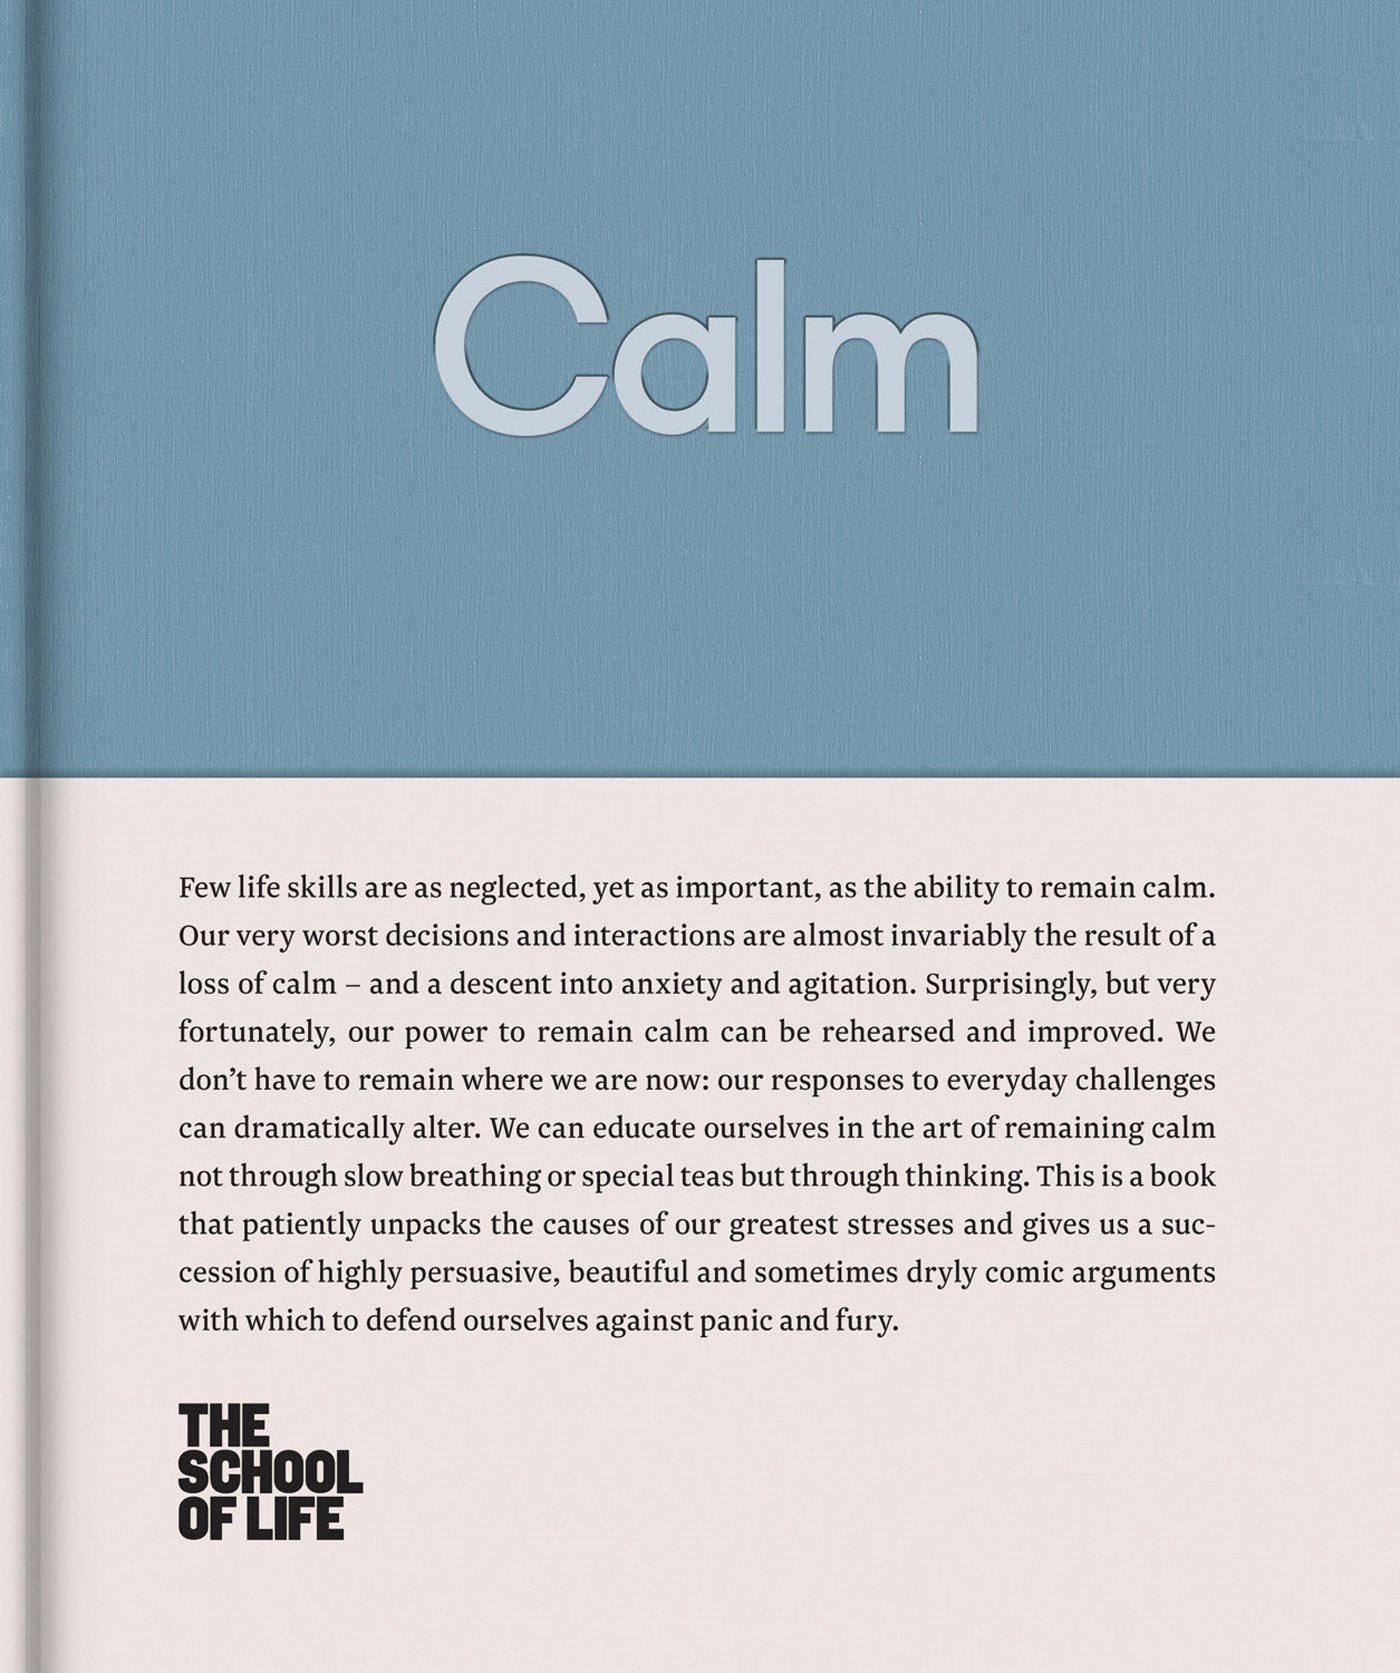 Calm
Few life skills are as neglected, yet as important, as the ability to remain calm.
Our very worst decisions and interactions are almost invariably the result of a
loss of calm – and a descent into anxiety and agitation. Surprisingly, but very
fortunately, our power to remain calm can be rehearsed and improved. We
don’t have to remain where we are now: our responses to everyday challenges
can dramatically alter. We can educate ourselves in the art of remaining calm
not through slow breathing or special teas but through thinking. This is a book
that patiently unpacks the causes of our greatest stresses and gives us a suc-
cession of highly persuasive, beautiful and sometimes dryly comic arguments
with which to defend ourselves against panic and fury.
THE
SCHOOL
OF LIFE